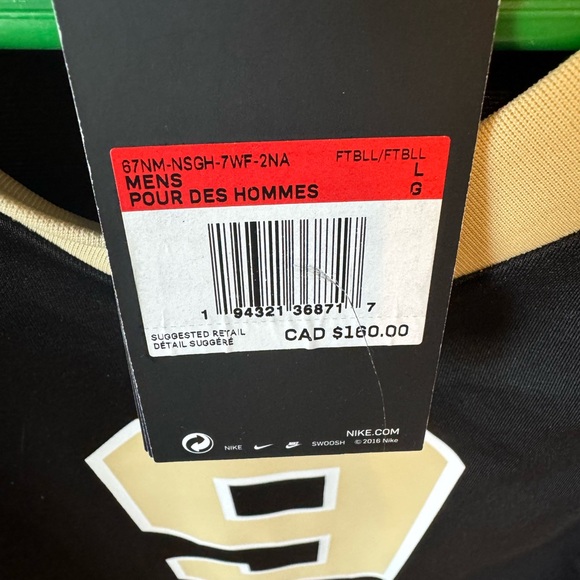 67NM-NSGH-7WF-2NA FTBLL/FTBLL
MENS L
POUR DES HOMMES G
1 94321 36871 7
SUGGESTED RETAIL
DÉTAIL SUGGÉRÉ
CAD $160.00
NIKE.COM
NIKE SWOOSH © 2016 Nike
9